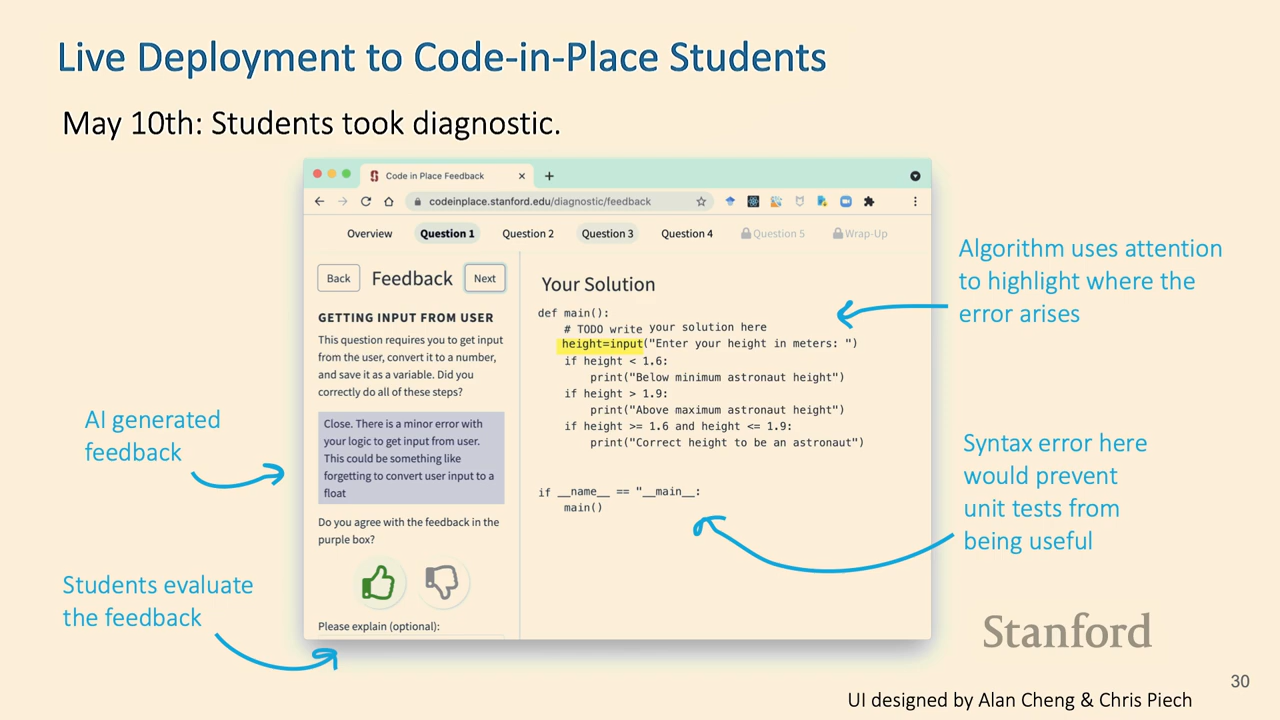 Live Deployment to Code-in-Place Students
May 10th: Students took diagnostic.
Code in Place Feedback
codeinplace.stanford.edu/diagnostic/feedback
Overview
Question 1
Question 2
Question 3
Question 4
Question 5
Wrap-Up
Back
Feedback
Next
GETTING INPUT FROM USER
This question requires you to get input
from the user, convert it to a number,
and save it as a variable. Did you
correctly do all of these steps?
Close. There is a minor error with
your logic to get input from user.
This could be something like
forgetting to convert user input to a
float
Do you agree with the feedback in the
purple box?
Please explain (optional):
Your Solution
def main():
    # TODO write your solution here
    height=input("Enter your height in meters: ")
    if height < 1.6:
        print("Below minimum astronaut height")
    if height > 1.9:
        print("Above maximum astronaut height")
    if height >= 1.6 and height <= 1.9:
        print("Correct height to be an astronaut")
if __name__ == "__main__:
    main()
AI generated
feedback
Students evaluate
the feedback
Algorithm uses attention
to highlight where the
error arises
Syntax error here
would prevent
unit tests from
being useful
Stanford
30
UI designed by Alan Cheng & Chris Piech